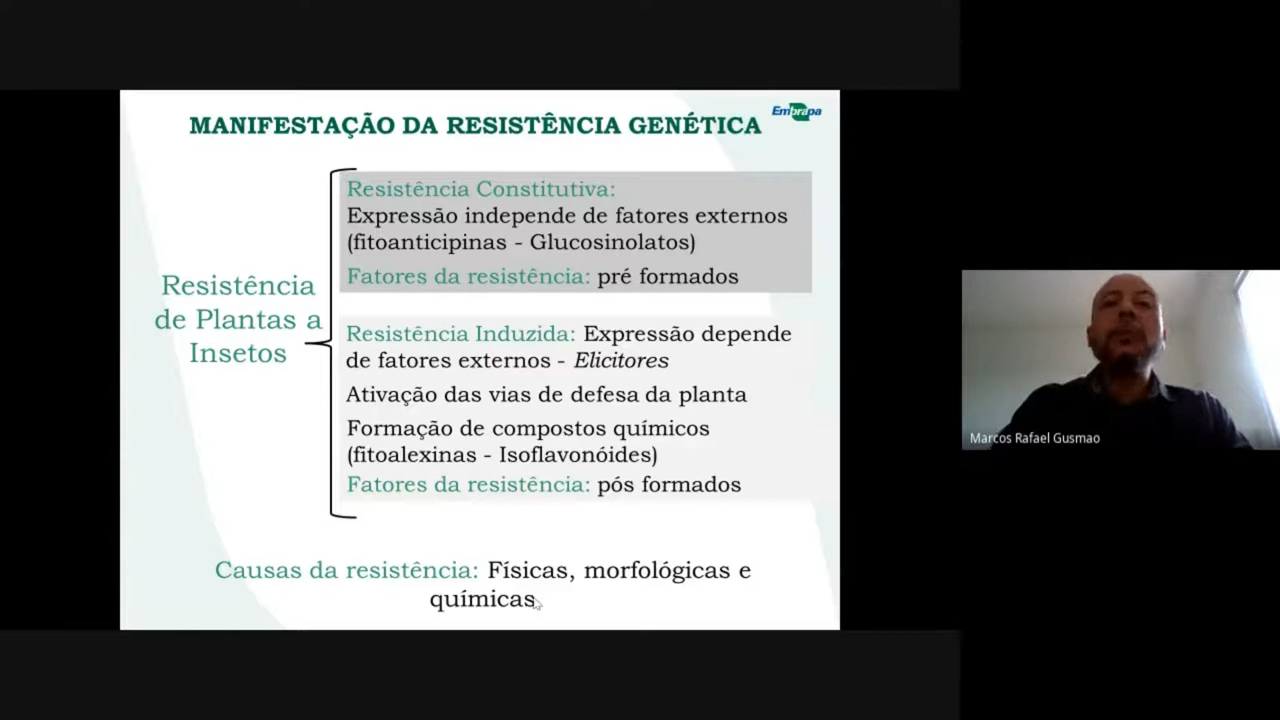 MANIFESTAÇÃO DA RESISTÊNCIA GENÉTICA
Embrapa
Resistência
de Plantas a
Insetos
Resistência Constitutiva:
Expressão independe de fatores externos
(fitoanticipinas - Glucosinolatos)
Fatores da resistência: pré formados
Resistência Induzida: Expressão depende
de fatores externos - Elicitores
Ativação das vias de defesa da planta
Formação de compostos químicos
(fitoalexinas - Isoflavonóides)
Fatores da resistência: pós formados
Causas da resistência: Físicas, morfológicas e
químicas
Marcos Rafael Gusmao